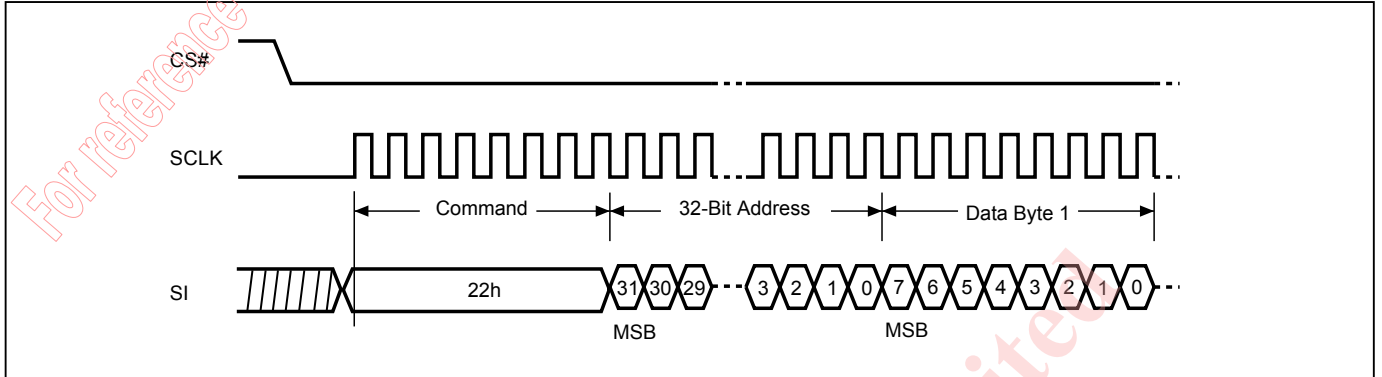 For reference
CS#
SCLK
Command
32-Bit Address
Data Byte 1
SI
22h
31 30 29 3 2 1 0 7 6 5 4 3 2 1 0
MSB
MSB